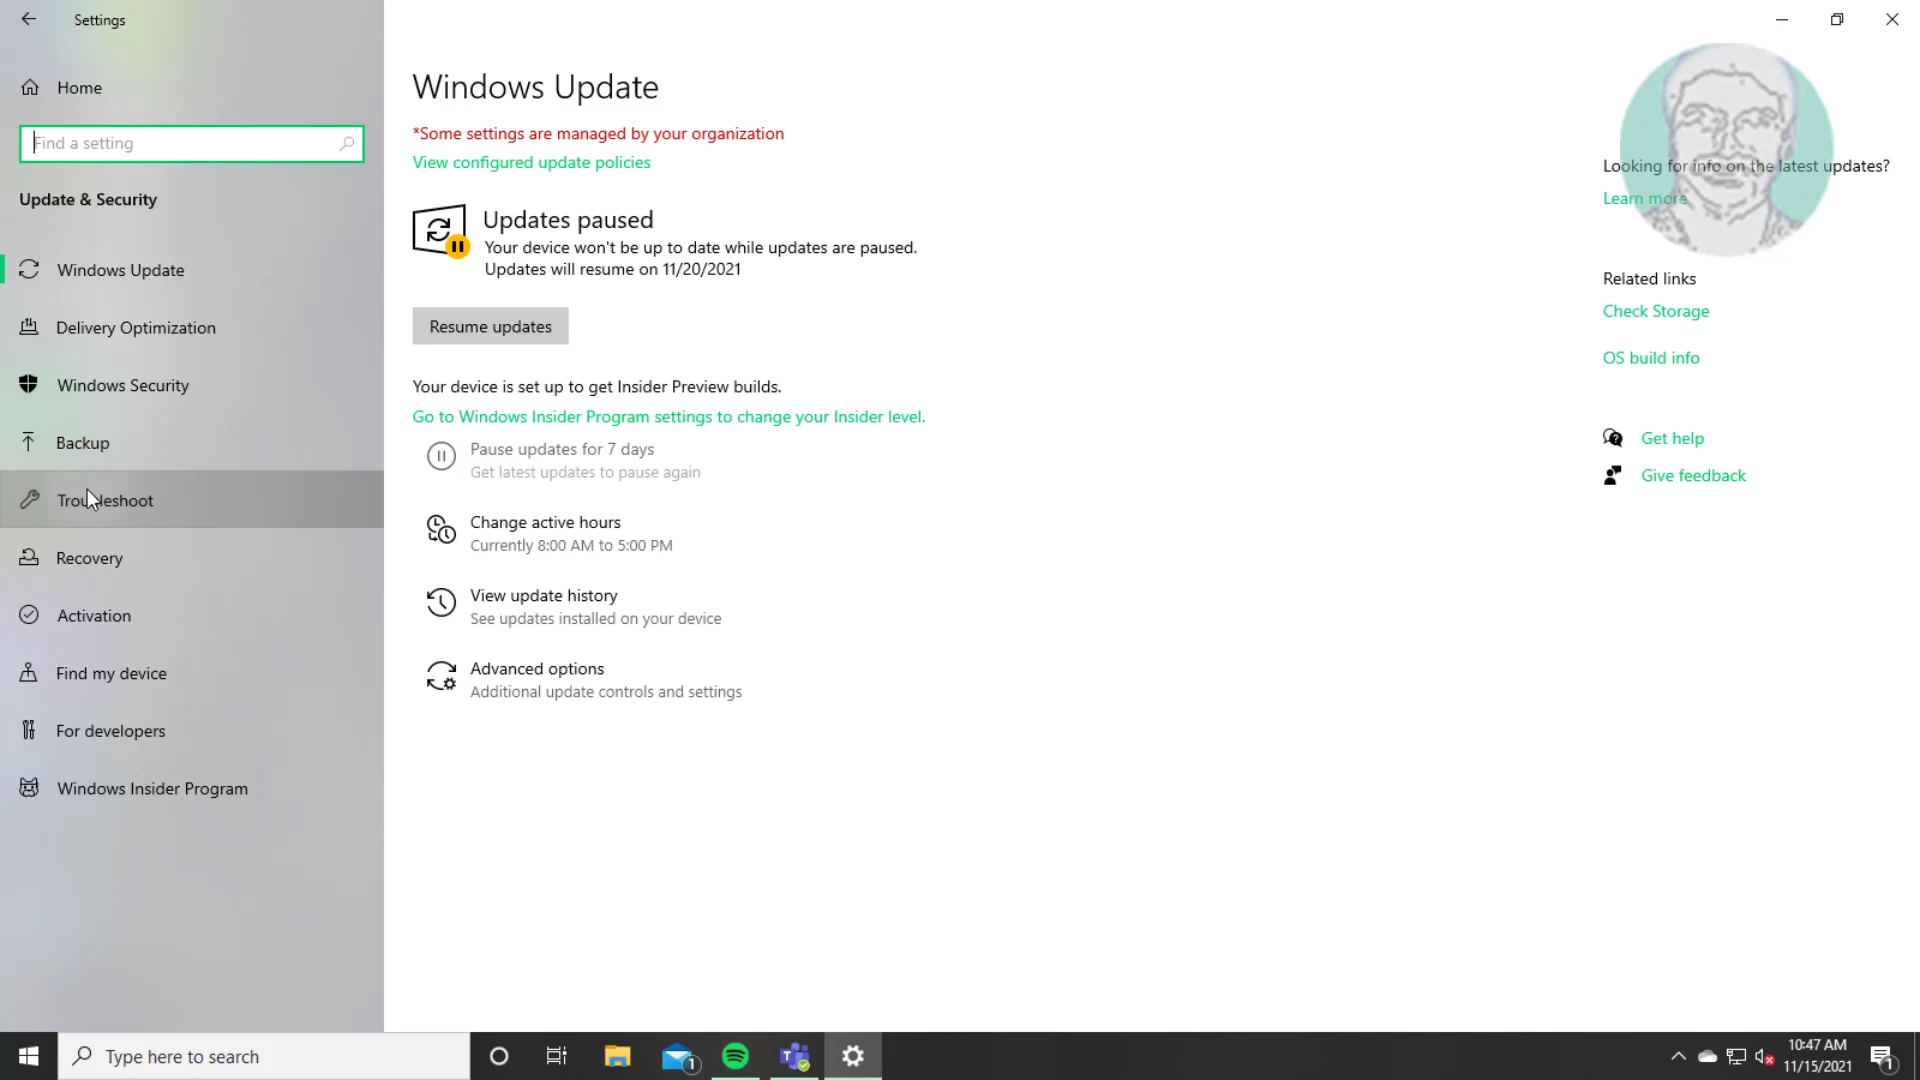 Settings
Home
Find a setting
Update & Security
Windows Update
Delivery Optimization
Windows Security
Backup
Troubleshoot
Recovery
Activation
Find my device
For developers
Windows Insider Program
Windows Update
*Some settings are managed by your organization
View configured update policies
Updates paused
Your device won't be up to date while updates are paused.
Updates will resume on 11/20/2021
Resume updates
Your device is set up to get Insider Preview builds.
Go to Windows Insider Program settings to change your Insider level.
Pause updates for 7 days
Get latest updates to pause again
Change active hours
Currently 8:00 AM to 5:00 PM
View update history
See updates installed on your device
Advanced options
Additional update controls and settings
Looking for info on the latest updates?
Learn more
Related links
Check Storage
OS build info
Get help
Give feedback
Type here to search
1
10:47 AM
11/15/2021
1